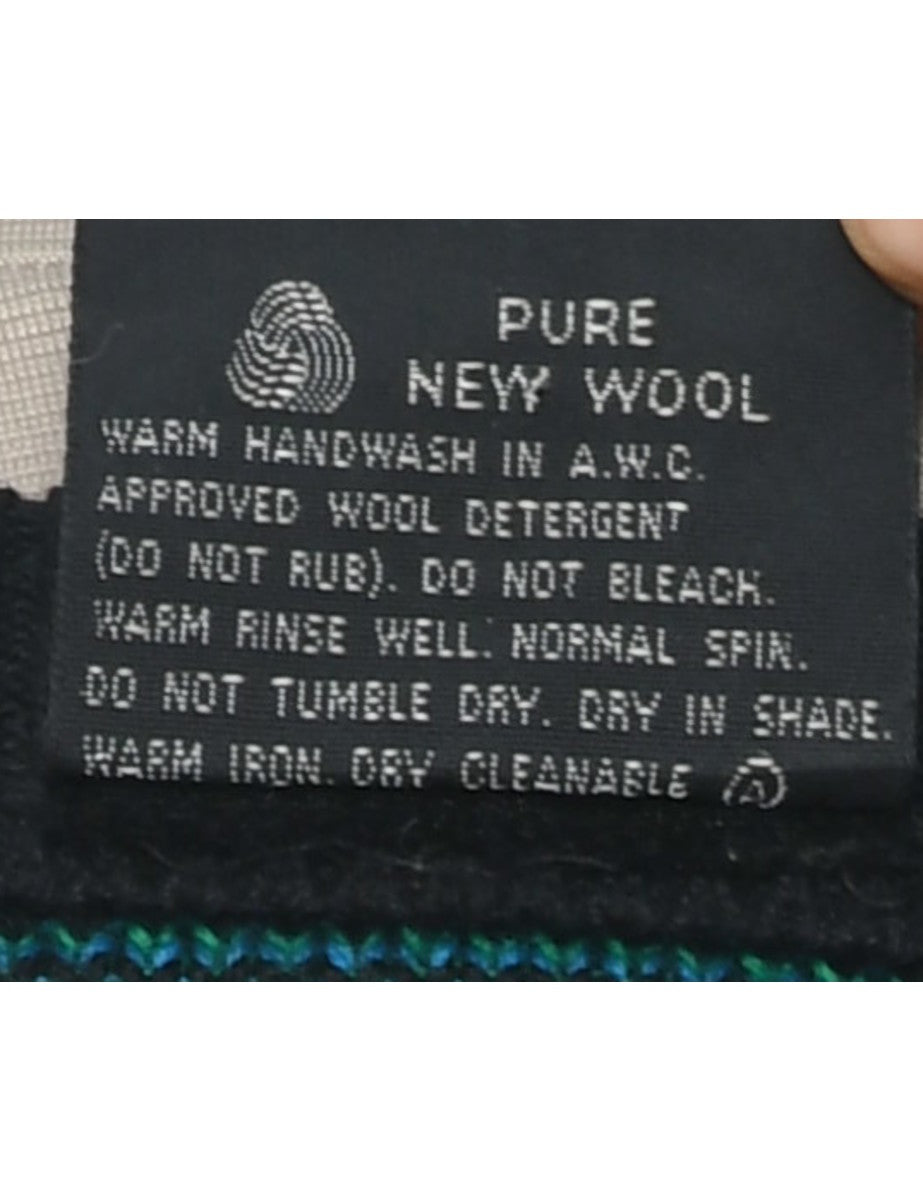 PURE
NEW WOOL
WARM HANDWASH IN A.W.C.
APPROVED WOOL DETERGENT
(DO NOT RUB). DO NOT BLEACH.
WARM RINSE WELL. NORMAL SPIN.
DO NOT TUMBLE DRY. DRY IN SHADE.
WARM IRON. DRY CLEANABLE A